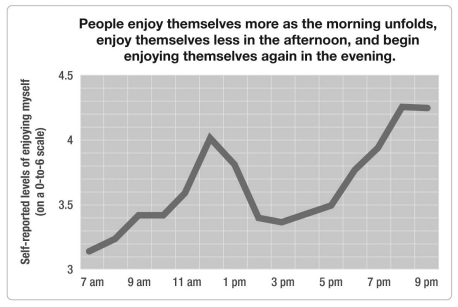 People enjoy themselves more as the morning unfolds,
enjoy themselves less in the afternoon, and begin
enjoying themselves again in the evening.
Self-reported levels of enjoying myself
(on a 0-to-6 scale)
4.5
4
3.5
3
7 am 9 am 11 am 1 pm 3 pm 5 pm 7 pm 9 pm